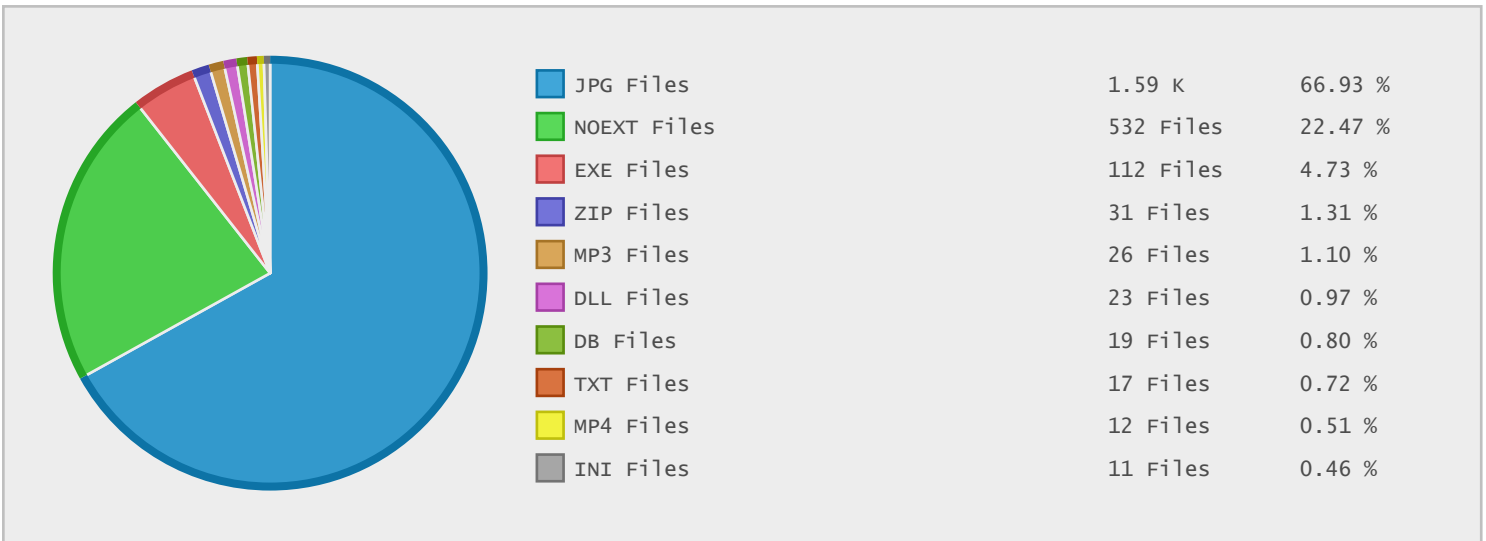 JPG Files 1.59 K 66.93 %
NOEXT Files 532 Files 22.47 %
EXE Files 112 Files 4.73 %
ZIP Files 31 Files 1.31 %
MP3 Files 26 Files 1.10 %
DLL Files 23 Files 0.97 %
DB Files 19 Files 0.80 %
TXT Files 17 Files 0.72 %
MP4 Files 12 Files 0.51 %
INI Files 11 Files 0.46 %